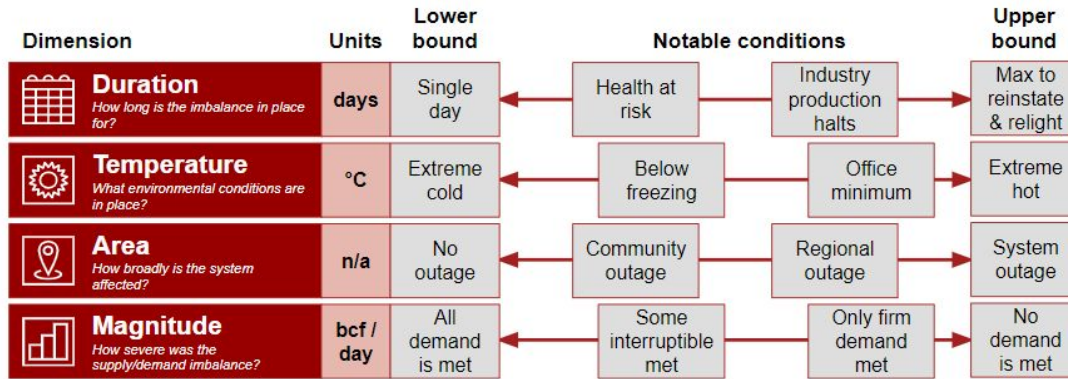 Dimension
Units
Lower
bound
Notable conditions
Upper
bound
Duration
How long is the imbalance in place
for?
days
Single
day
Health at
risk
Industry
production
halts
Max to
reinstate
& relight
Temperature
What environmental conditions are
in place?
°C
Extreme
cold
Below
freezing
Office
minimum
Extreme
hot
Area
How broadly is the system
affected?
n/a
No
outage
Community
outage
Regional
outage
System
outage
Magnitude
How severe was the
supply/demand imbalance?
bcf /
day
All
demand
is met
Some
interruptible
met
Only firm
demand
met
No
demand
is met